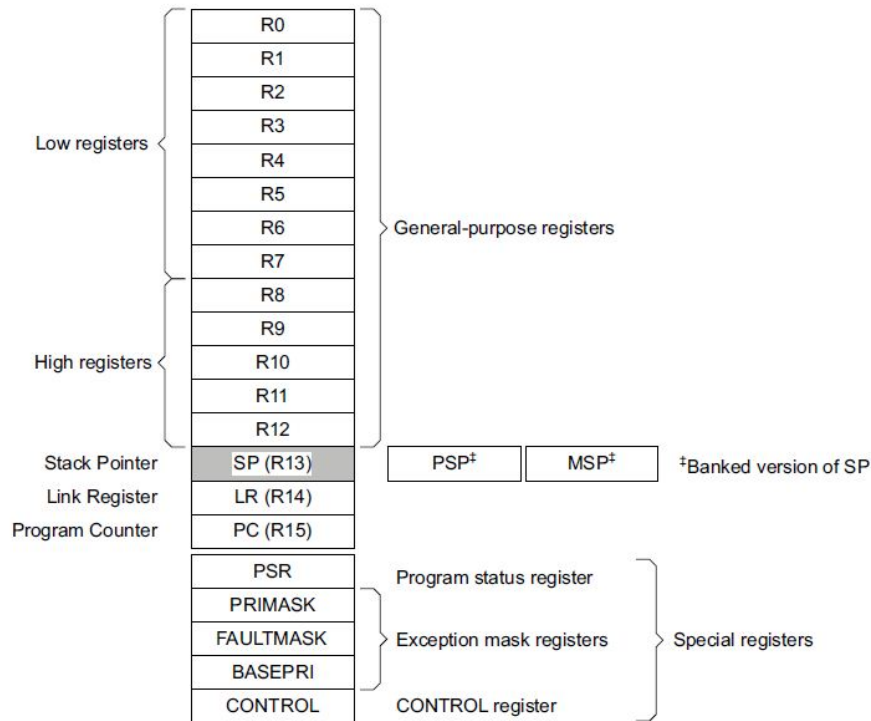 R0
R1
R2
R3
Low registers
R4
R5
R6
General-purpose registers
R7
R8
R9
High registers
R10
R11
R12
Stack Pointer SP (R13) PSP‡ MSP‡ ‡Banked version of SP
Link Register LR (R14)
Program Counter PC (R15)
PSR Program status register
PRIMASK
FAULTMASK Exception mask registers Special registers
BASEPRI
CONTROL CONTROL register